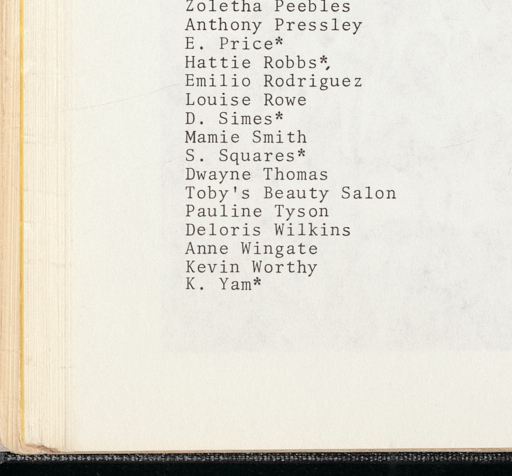 Zoletha Peebles
Anthony Pressley
E. Price*
Hattie Robbs*,
Emilio Rodriguez
Louise Rowe
D. Simes*
Mamie Smith
S. Squares*
Dwayne Thomas
Toby's Beauty Salon
Pauline Tyson
Deloris Wilkins
Anne Wingate
Kevin Worthy
K. Yam*